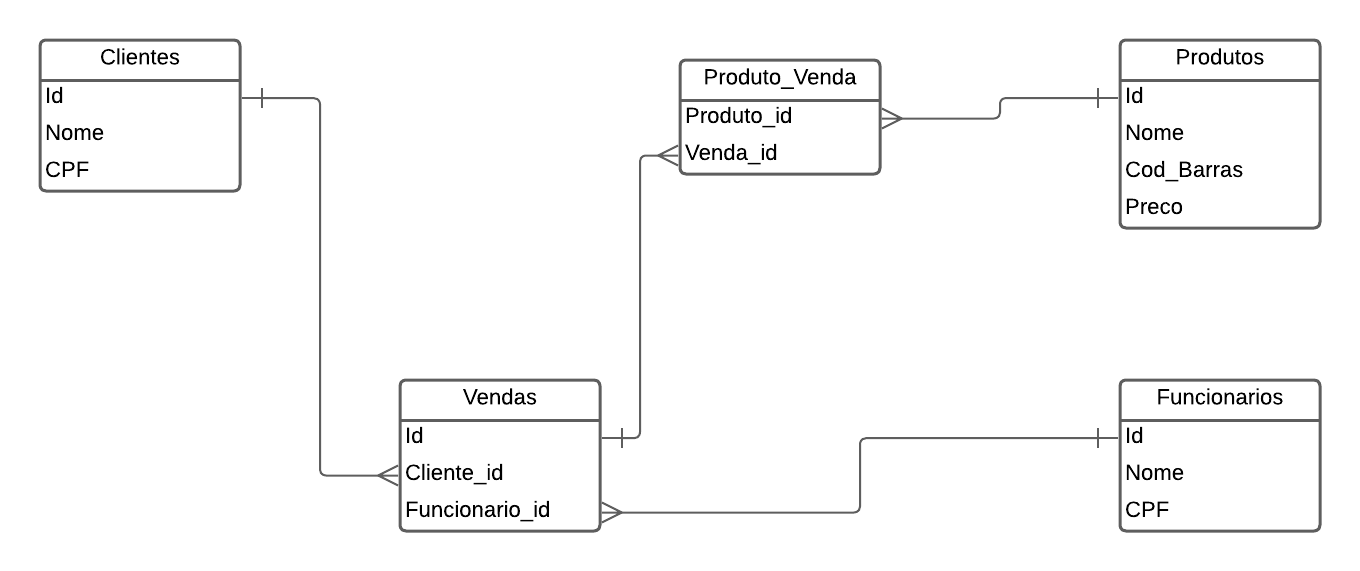 Clientes
Id
Nome
CPF
Produto_Venda
Produto_id
Venda_id
Produtos
Id
Nome
Cod_Barras
Preco
Vendas
Id
Cliente_id
Funcionario_id
Funcionarios
Id
Nome
CPF